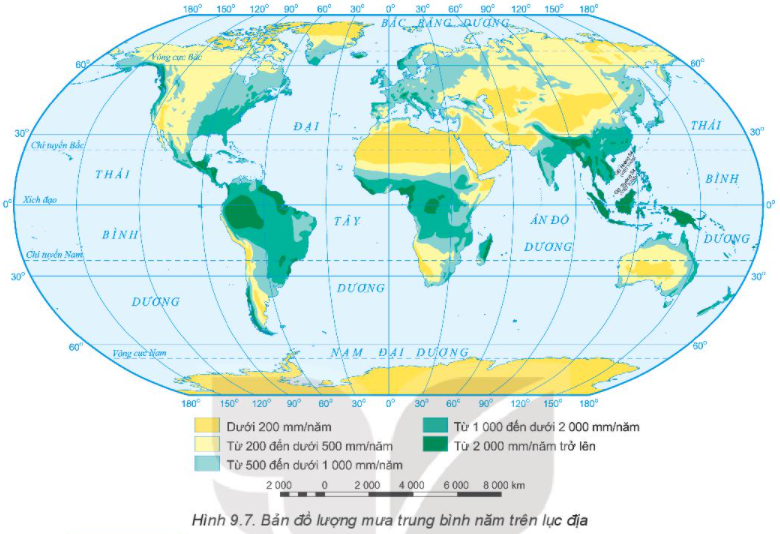 180° 150° 120° 90° 60° 30° 0° 30° 60° 90° 120° 150° 180°
BẮC BĂNG DƯƠNG
Vòng cực Bắc
60° 60°
ĐẠI
THÁI
30° 30°
Chí tuyến Bắc
THÁI
BÌNH
Xích đạo
0° 0°
TÂY
ẤN ĐỘ
BÌNH
DƯƠNG
DƯƠNG
Chí tuyến Nam
30° 30°
DƯƠNG
DƯƠNG
60° 60°
Vòng cực Nam
NAM ĐẠI DƯƠNG
180° 150° 120° 90° 60° 30° 0° 30° 60° 90° 120° 150° 180°
Dưới 200 mm/năm
Từ 200 đến dưới 500 mm/năm
Từ 500 đến dưới 1 000 mm/năm
Từ 1 000 đến dưới 2 000 mm/năm
Từ 2 000 mm/năm trở lên
2 000 0 2 000 4 000 6 000 8 000 km
Hình 9.7. Bản đồ lượng mưa trung bình năm trên lục địa